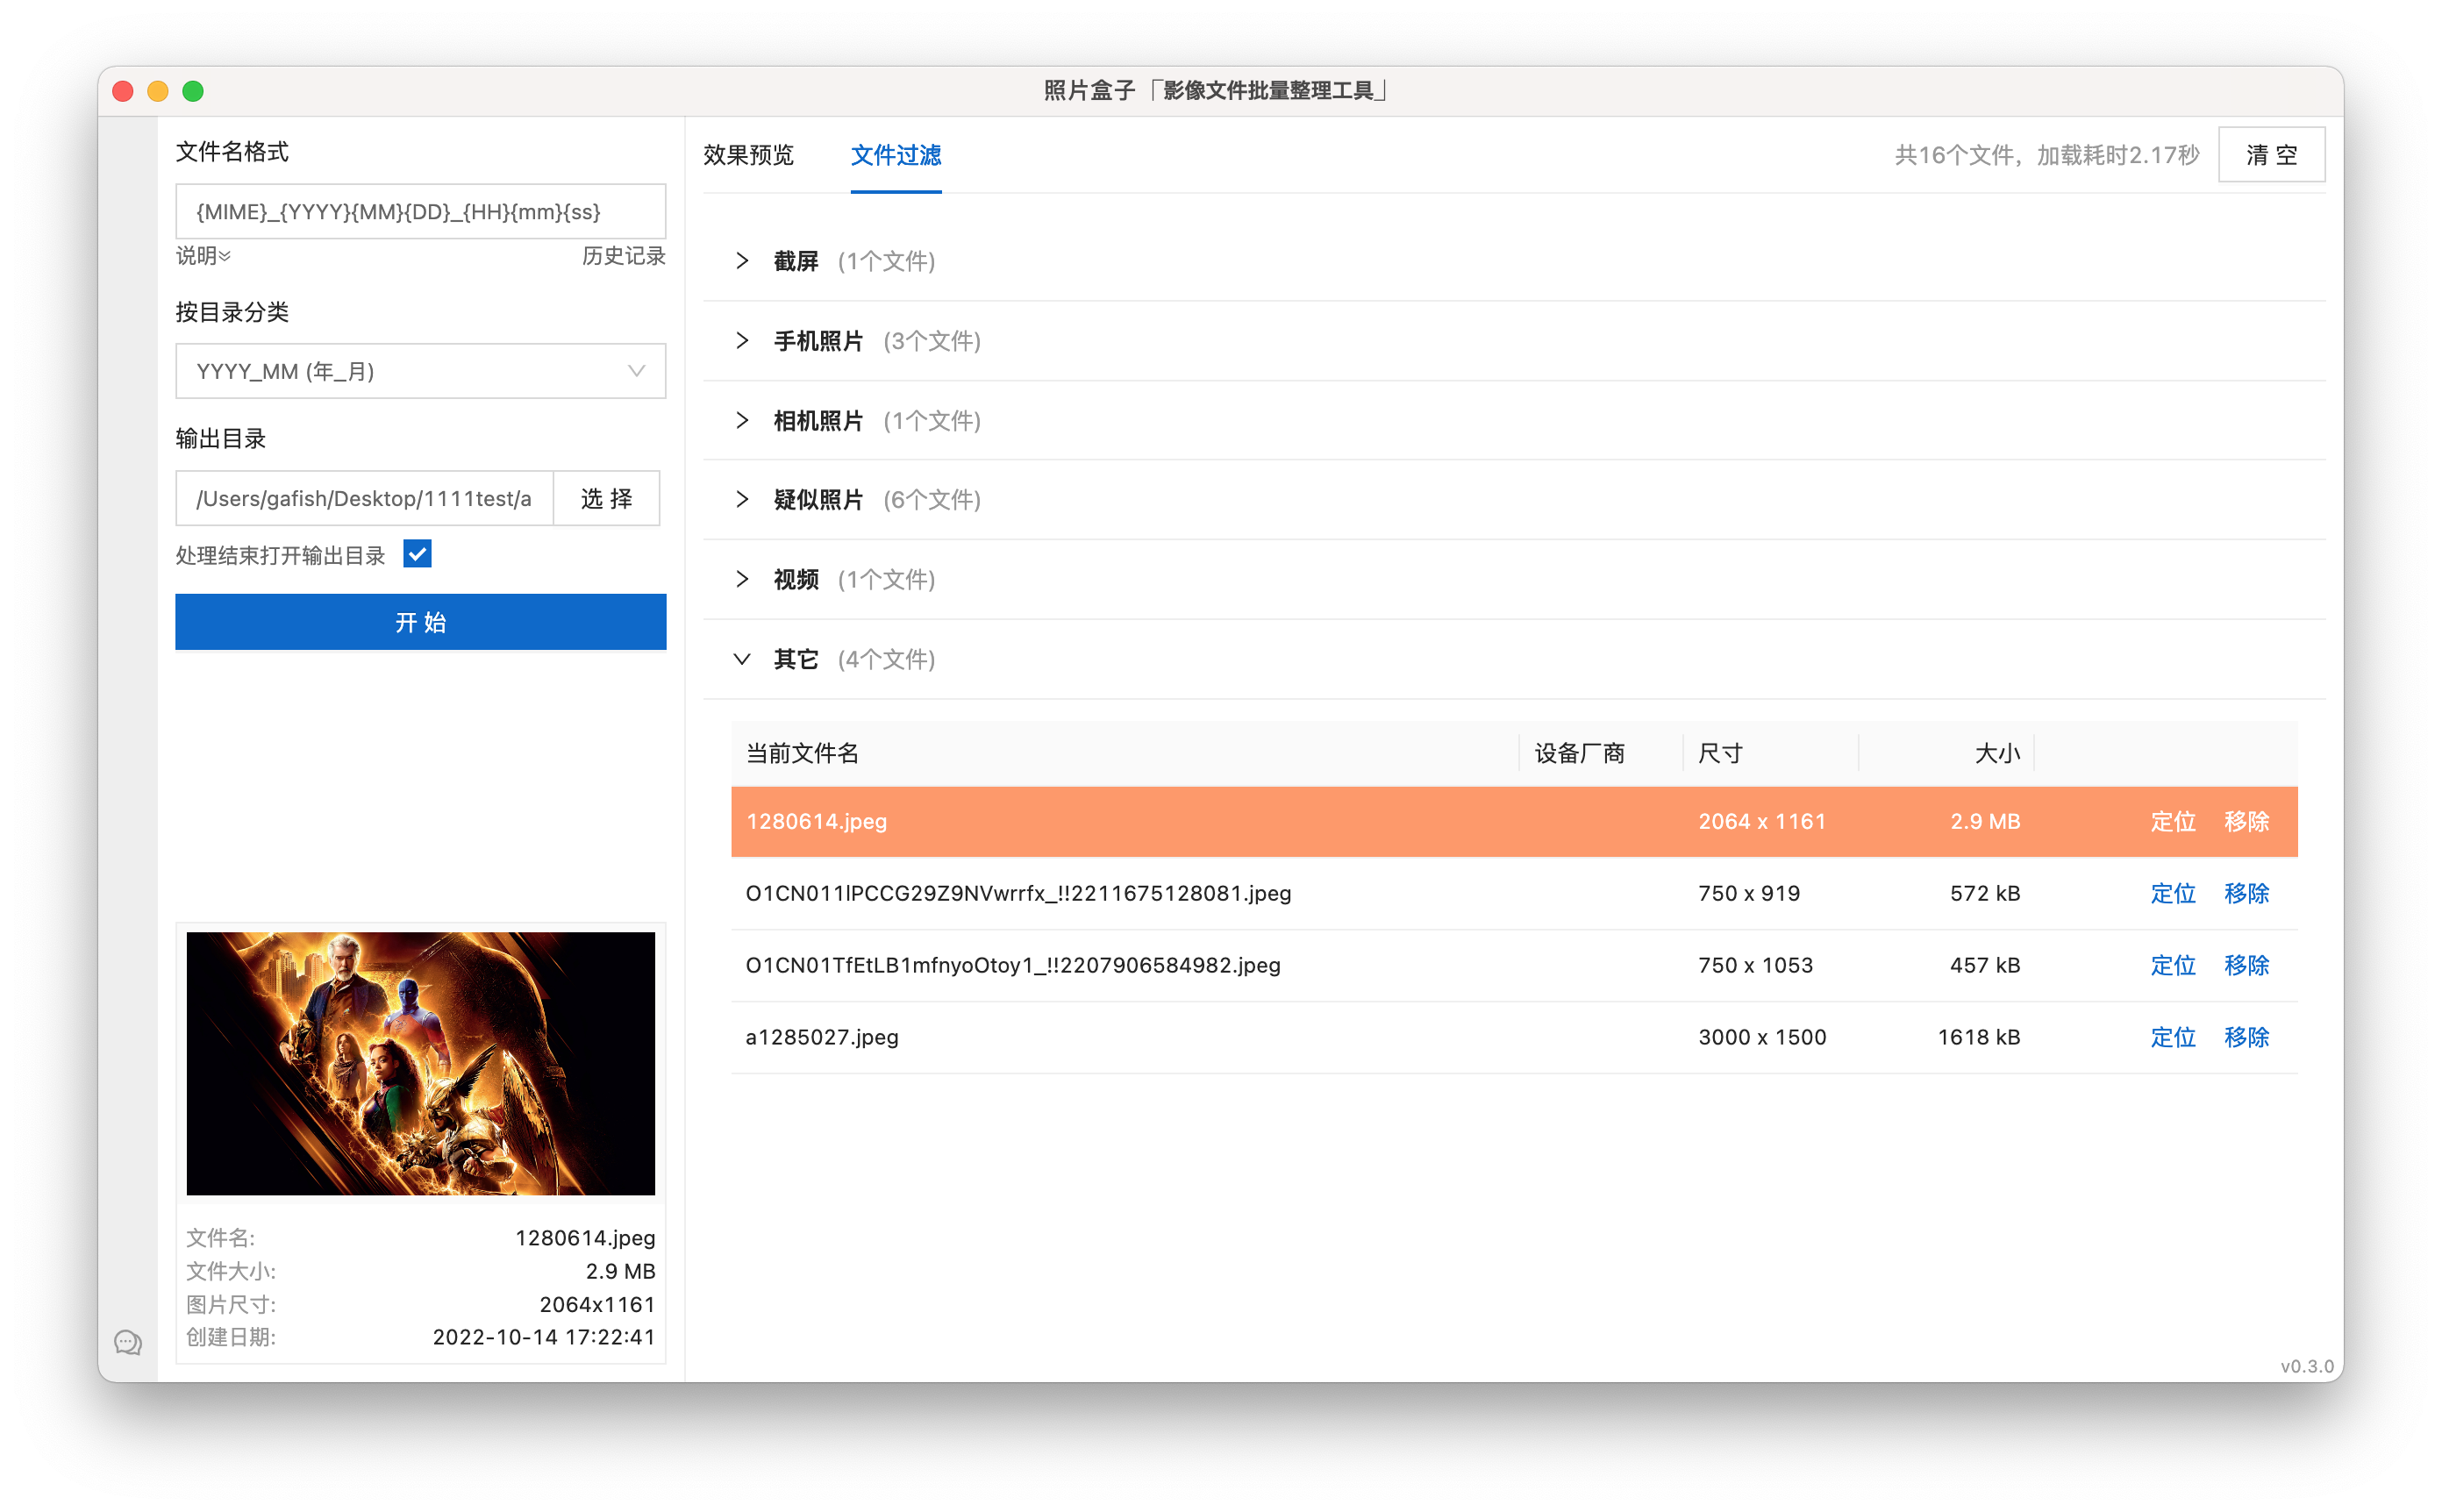 照片盒子「影像文件批量整理工具」
文件名格式
{MIME}_{YYYY}{MM}{DD}_{HH}{mm}{ss}
说明
历史记录
按目录分类
YYYY_MM (年_月)
输出目录
/Users/gafish/Desktop/1111test/a
选 择
处理结束打开输出目录
开 始
文件名:
1280614.jpeg
文件大小:
2.9 MB
图片尺寸:
2064x1161
创建日期:
2022-10-14 17:22:41
效果预览
文件过滤
共16个文件，加载耗时2.17秒
清 空
截屏 (1个文件)
手机照片 (3个文件)
相机照片 (1个文件)
疑似照片 (6个文件)
视频 (1个文件)
其它 (4个文件)
当前文件名 设备厂商 尺寸 大小
1280614.jpeg 2064 x 1161 2.9 MB 定位 移除
O1CN011lPCCG29Z9NVwrrfx_!!2211675128081.jpeg 750 x 919 572 kB 定位 移除
O1CN01TfEtLB1mfnyoOtoy1_!!2207906584982.jpeg 750 x 1053 457 kB 定位 移除
a1285027.jpeg 3000 x 1500 1618 kB 定位 移除
v0.3.0